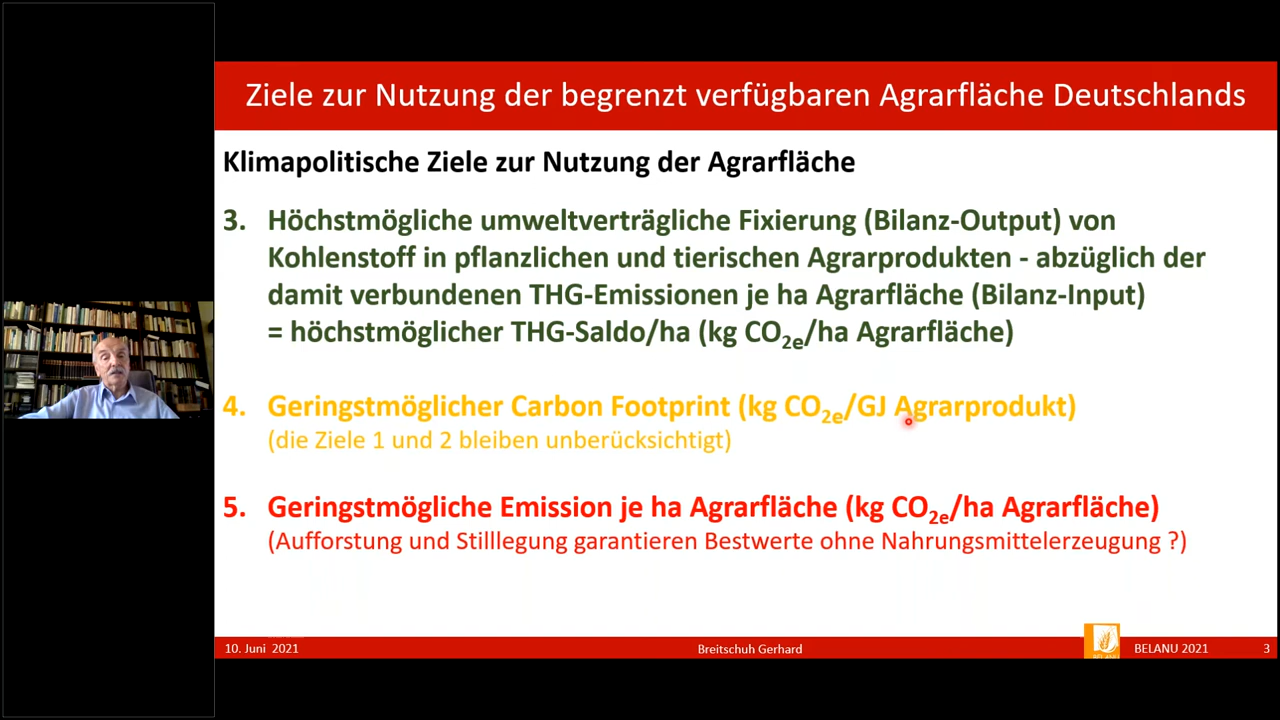 Ziele zur Nutzung der begrenzt verfügbaren Agrarfläche Deutschlands
Klimapolitische Ziele zur Nutzung der Agrarfläche
3. Höchstmögliche umweltverträgliche Fixierung (Bilanz-Output) von
Kohlenstoff in pflanzlichen und tierischen Agrarprodukten - abzüglich der
damit verbundenen THG-Emissionen je ha Agrarfläche (Bilanz-Input)
= höchstmöglicher THG-Saldo/ha (kg CO2e/ha Agrarfläche)
4. Geringstmöglicher Carbon Footprint (kg CO2e/GJ Agrarprodukt)
(die Ziele 1 und 2 bleiben unberücksichtigt)
5. Geringstmögliche Emission je ha Agrarfläche (kg CO2e/ha Agrarfläche)
(Aufforstung und Stilllegung garantieren Bestwerte ohne Nahrungsmittelerzeugung ?)
10. Juni 2021 Breitschuh Gerhard BELANU BELANU 2021 3